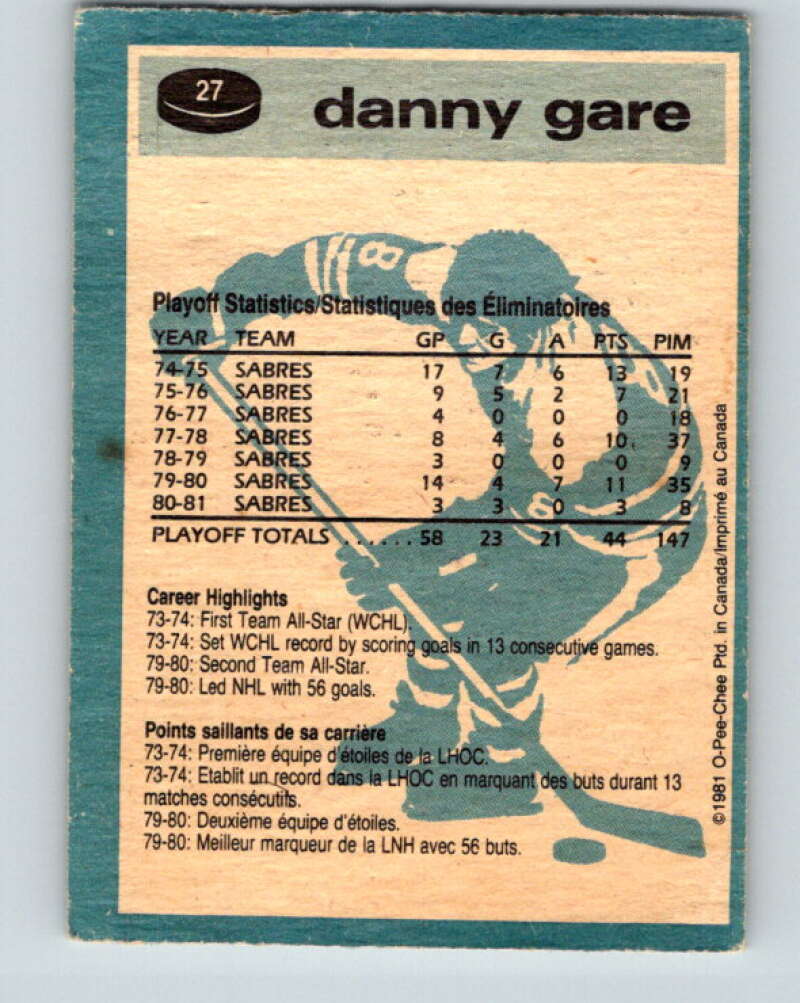 27
danny gare
Playoff Statistics/Statistiques des Éliminatoires
YEAR TEAM GP G A PTS PIM
74-75 SABRES 17 7 6 13 19
75-76 SABRES 9 5 2 7 21
76-77 SABRES 4 0 0 0 18
77-78 SABRES 8 4 6 10 37
78-79 SABRES 3 0 0 0 9
79-80 SABRES 14 4 7 11 35
80-81 SABRES 3 3 0 3 8
PLAYOFF TOTALS ...... 58 23 21 44 147
Career Highlights
73-74: First Team All-Star (WCHL).
73-74: Set WCHL record by scoring goals in 13 consecutive games.
79-80: Second Team All-Star.
79-80: Led NHL with 56 goals.
Points saillants de sa carrière
73-74: Première équipe d'étoiles de la LHOC.
73-74: Etablit un record dans la LHOC en marquant des buts durant 13
matches consécutifs.
79-80: Deuxième équipe d'étoiles.
79-80: Meilleur marqueur de la LNH avec 56 buts.
©1981 O-Pee-Chee Ptd. in Canada/Imprimé au Canada
8
8